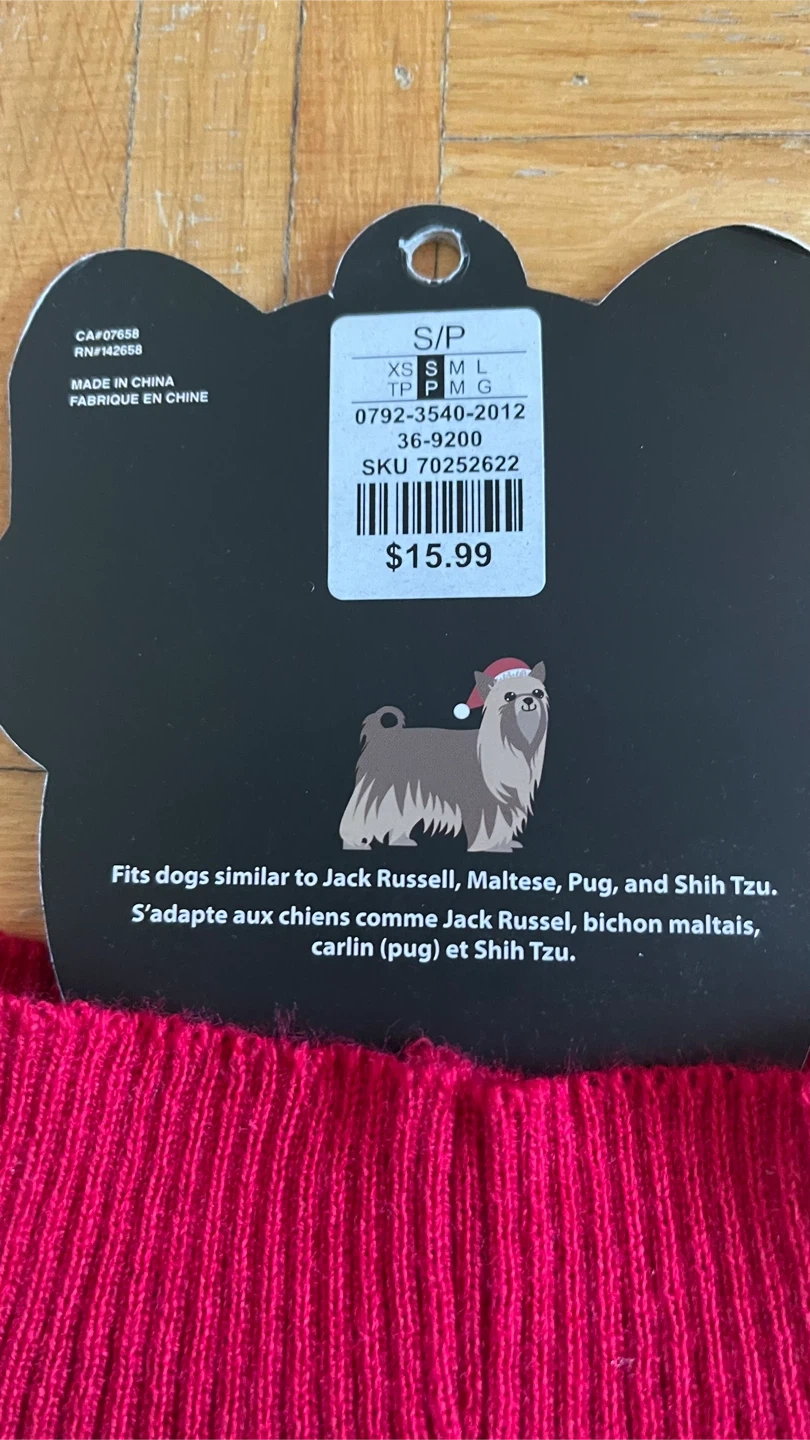 CA#07658
RN#142658
MADE IN CHINA
FABRIQUE EN CHINE
S/P
XS S M L
TP P M G
0792-3540-2012
36-9200
SKU 70252622
$15.99
Fits dogs similar to Jack Russell, Maltese, Pug, and Shih Tzu.
S'adapte aux chiens comme Jack Russel, bichon maltais,
carlin (pug) et Shih Tzu.